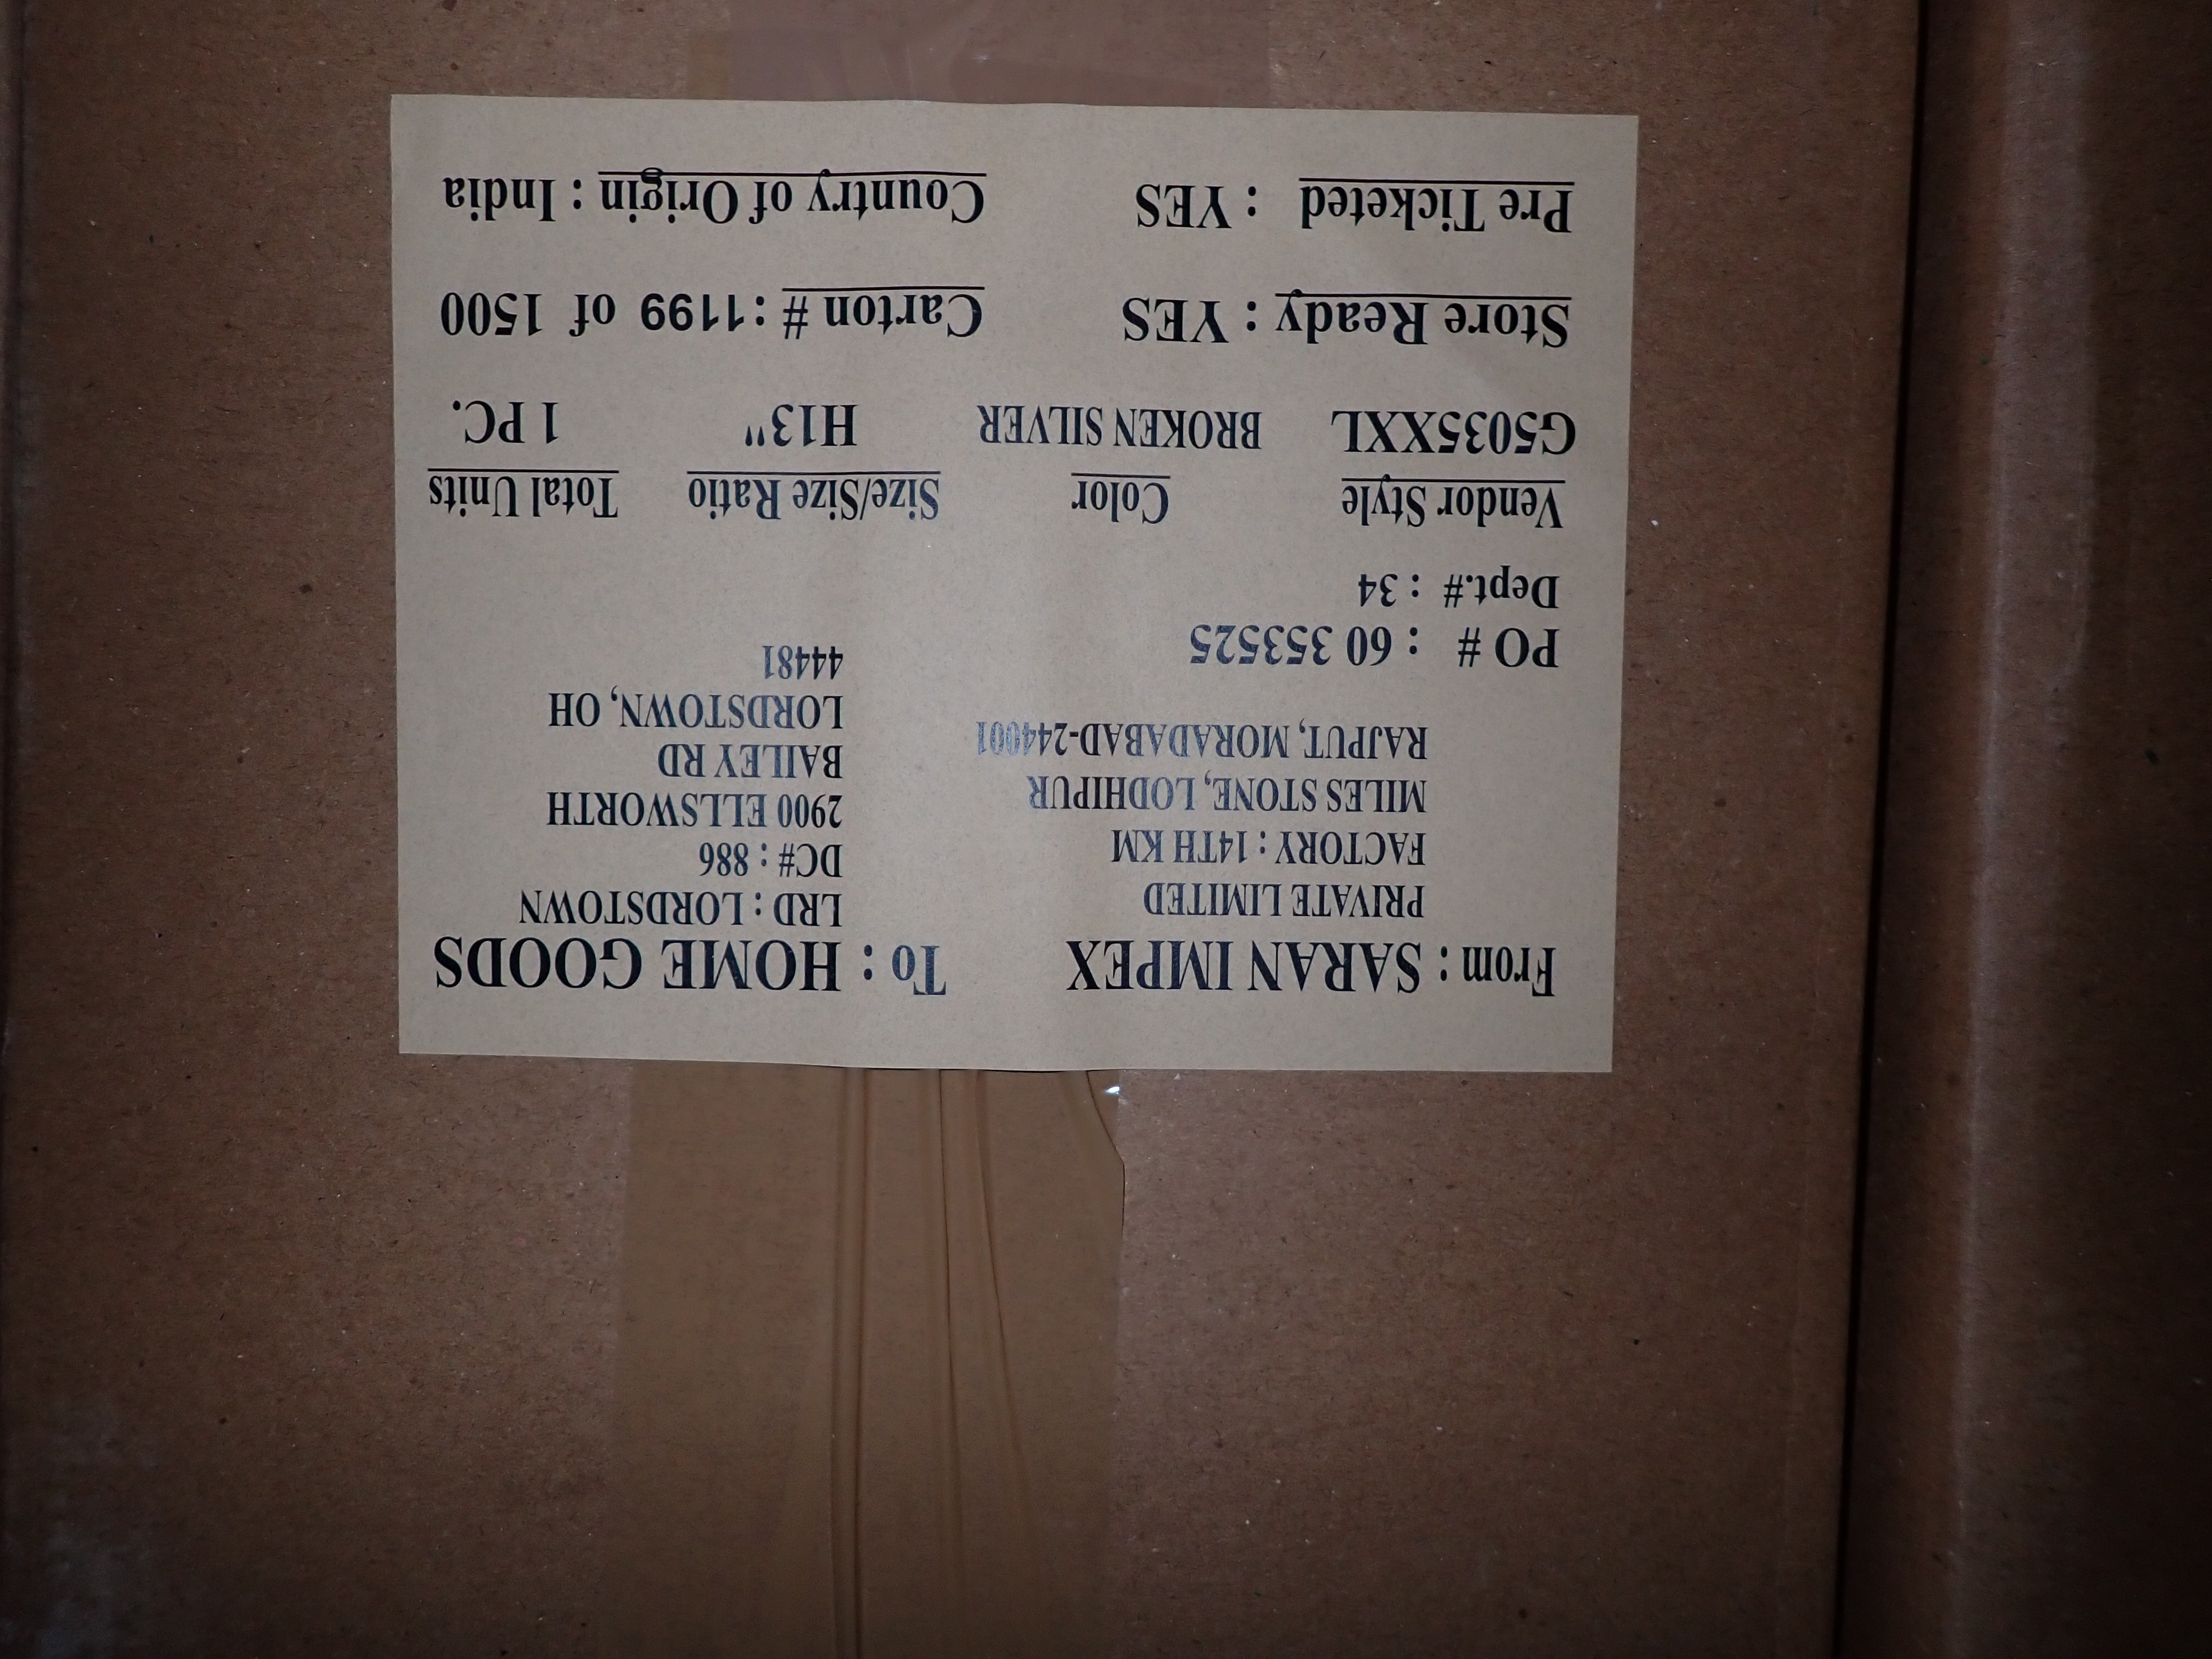 From : SARAN IMPEX
PRIVATE LIMITED
FACTORY : 14TH KM
MILES STONE, LODHIPUR
RAJPUT, MORADABAD-244001
To : HOME GOODS
LRD : LORDSTOWN
DC# : 886
2900 ELLSWORTH
BAILEY RD
LORDSTOWN, OH
44481
PO # : 60 353525
Dept.# : 34
Vendor Style Color Size/Size Ratio Total Units
G5035XXL BROKEN SILVER H13" 1 PC.
Store Ready : YES Carton # : 1199 of 1500
Pre Ticketed : YES Country of Origin : India